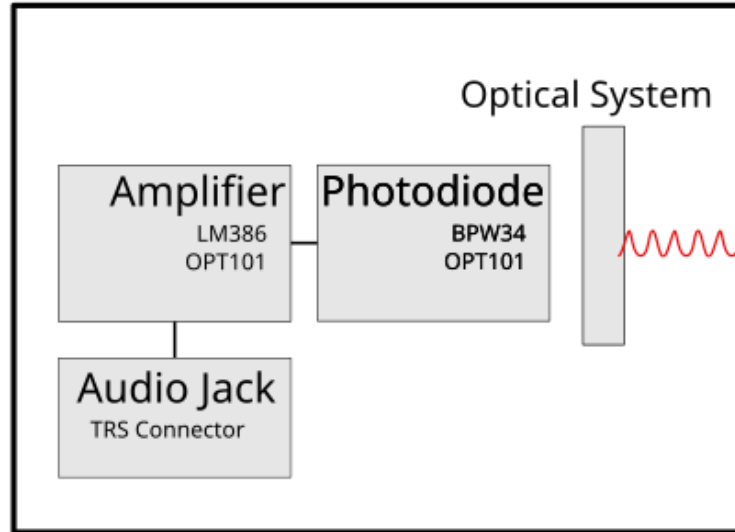 Optical System
Amplifier
LM386
OPT101
Photodiode
BPW34
OPT101
Audio Jack
TRS Connector